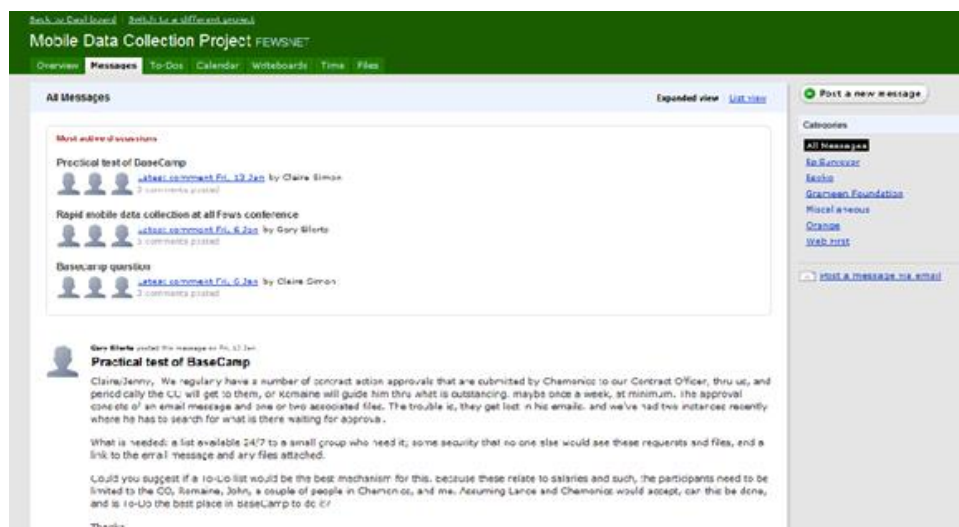 Back to Dashboard | Switch to a different project
Mobile Data Collection Project FEWSNET
Overview Messages To-Dos Calendar Writeboards Time Files
All Messages
Expanded view List view
Most active discussions
Practical test of BaseCamp
Latest comment Fri, 13 Jan by Claire Simon
3 comments posted
Rapid mobile data collection at all Fews conference
Latest comment Fri, 6 Jan by Gary Eilerts
comments posted
Basecamp question
Latest comment Fri, 6 Jan by Claire Simon
comments posted
Gary Eilerts posted this message on Fri, Jan
Practical test of BaseCamp
Claire/Jenny, We regularly have a number of contract action approvals that are submitted by Chemonics to our Contract Officer, thru us, and
periodically the CO will get to them, or Romaine will guide him thru what is outstanding, maybe once a week, at minimum. The approval
consists of an email message and one or two associated files. The trouble is, they get lost in his emails, and we've had two instances recently
where he has to search for what is there waiting for approval.
What is needed: a list available 24/7 to a small group who need it; some security that no one else would see these requests and files, and a
link to the email message and any files attached.
Could you suggest if a To-Do list would be the best mechanism for this, because these relate to salaries and such, the participants need to be
limited to the CO, Romaine, John, a couple of people in Chemonics, and me. Assuming Lance and Chemonics would accept, can this be done,
and is To-Do the best place in BaseCamp to do it?
Thanks
Post a new message
Categories
All Messages
EpiSurveyor
Grameen Foundation
Miscellaneous
Orange
Web First
Post a message via email